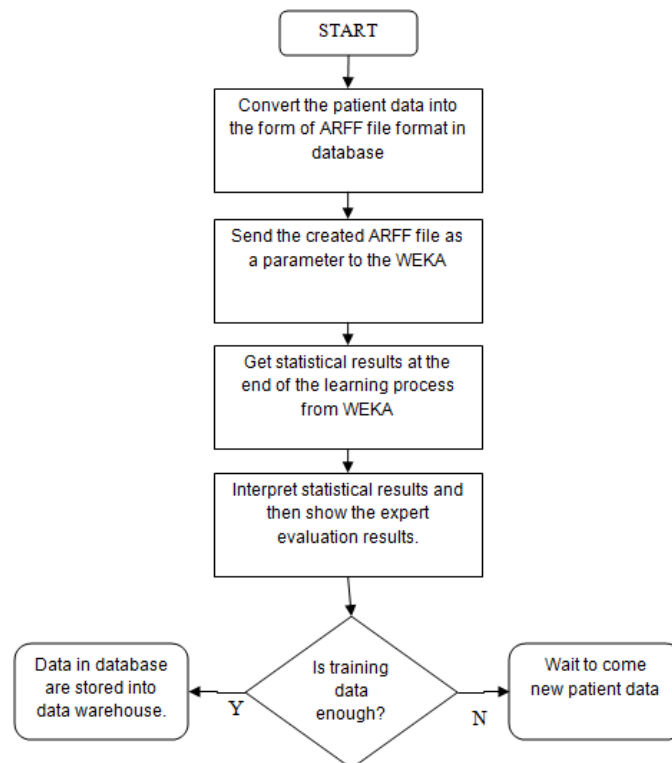 START
Convert the patient data into
the form of ARFF file format in
database
Send the created ARFF file as
a parameter to the WEKA
Get statistical results at the
end of the learning process
from WEKA
Interpret statistical results and
then show the expert
evaluation results.
Data in database
are stored into
data warehouse.
Y
Is training
data
enough?
N
Wait to come
new patient data